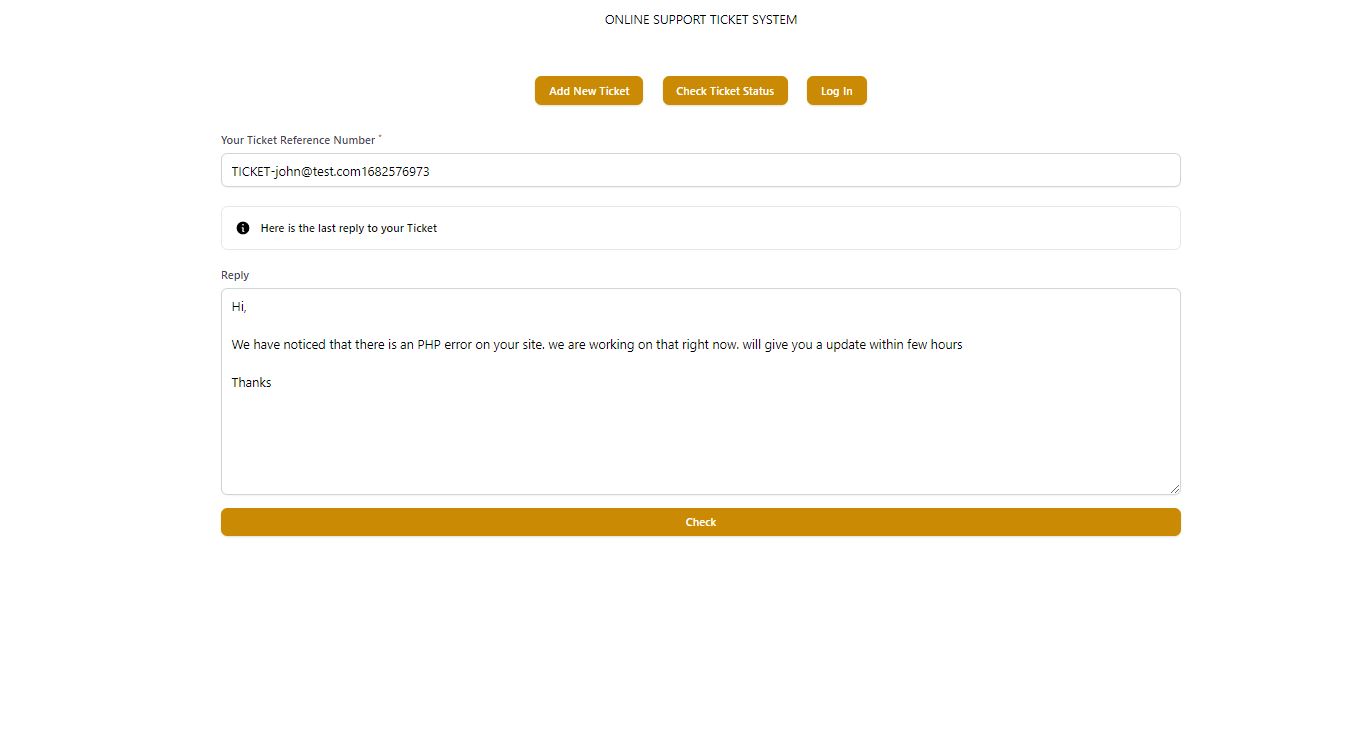 ONLINE SUPPORT TICKET SYSTEM
Add New Ticket Check Ticket Status Log In
Your Ticket Reference Number *
TICKET-john@test.com1682576973
Here is the last reply to your Ticket
Reply
Hi,
We have noticed that there is an PHP error on your site. we are working on that right now. will give you a update within few hours
Thanks
Check